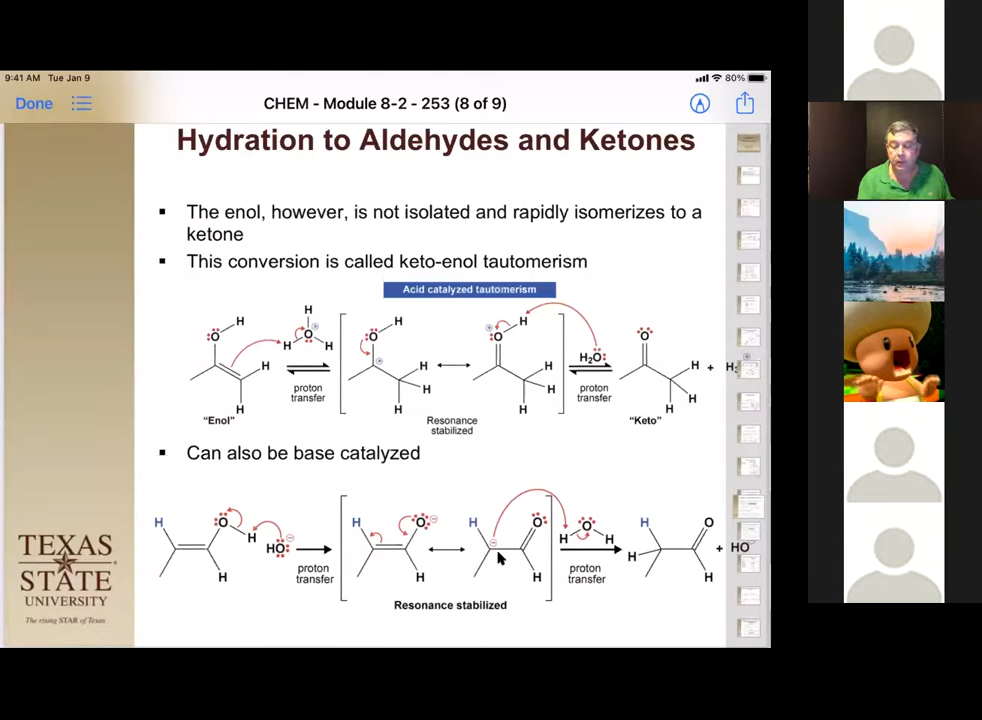 9:41 AM Tue Jan 9
80%
Done
CHEM - Module 8-2 - 253 (8 of 9)
Hydration to Aldehydes and Ketones
The enol, however, is not isolated and rapidly isomerizes to a
ketone
This conversion is called keto-enol tautomerism
Acid catalyzed tautomerism
H H O H H
O H H
H
O H H H
H
O H H H
H
H₂O:
O H H H
+ H₃
proton
transfer
proton
transfer
"Enol"
Resonance
stabilized
"Keto"
Can also be base catalyzed
H O H H
HO:
H O H
H O H
H O H
H O H H
+ HO
proton
transfer
proton
transfer
Resonance stabilized
TEXAS
STATE
UNIVERSITY
The rising STAR of Texas